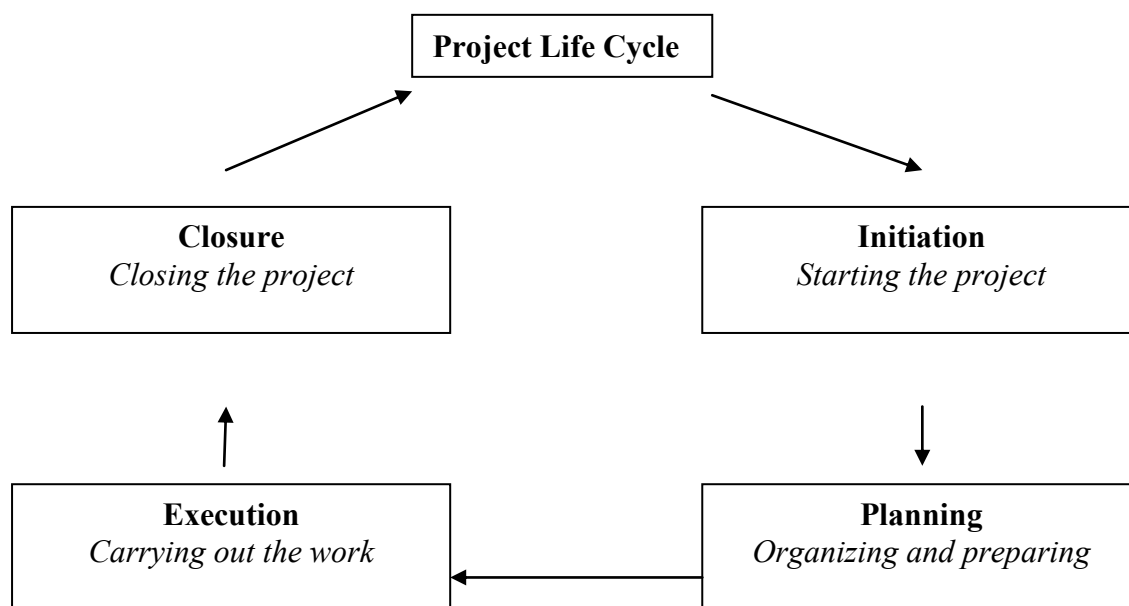 Project Life Cycle
Closure
Closing the project
Initiation
Starting the project
Execution
Carrying out the work
Planning
Organizing and preparing